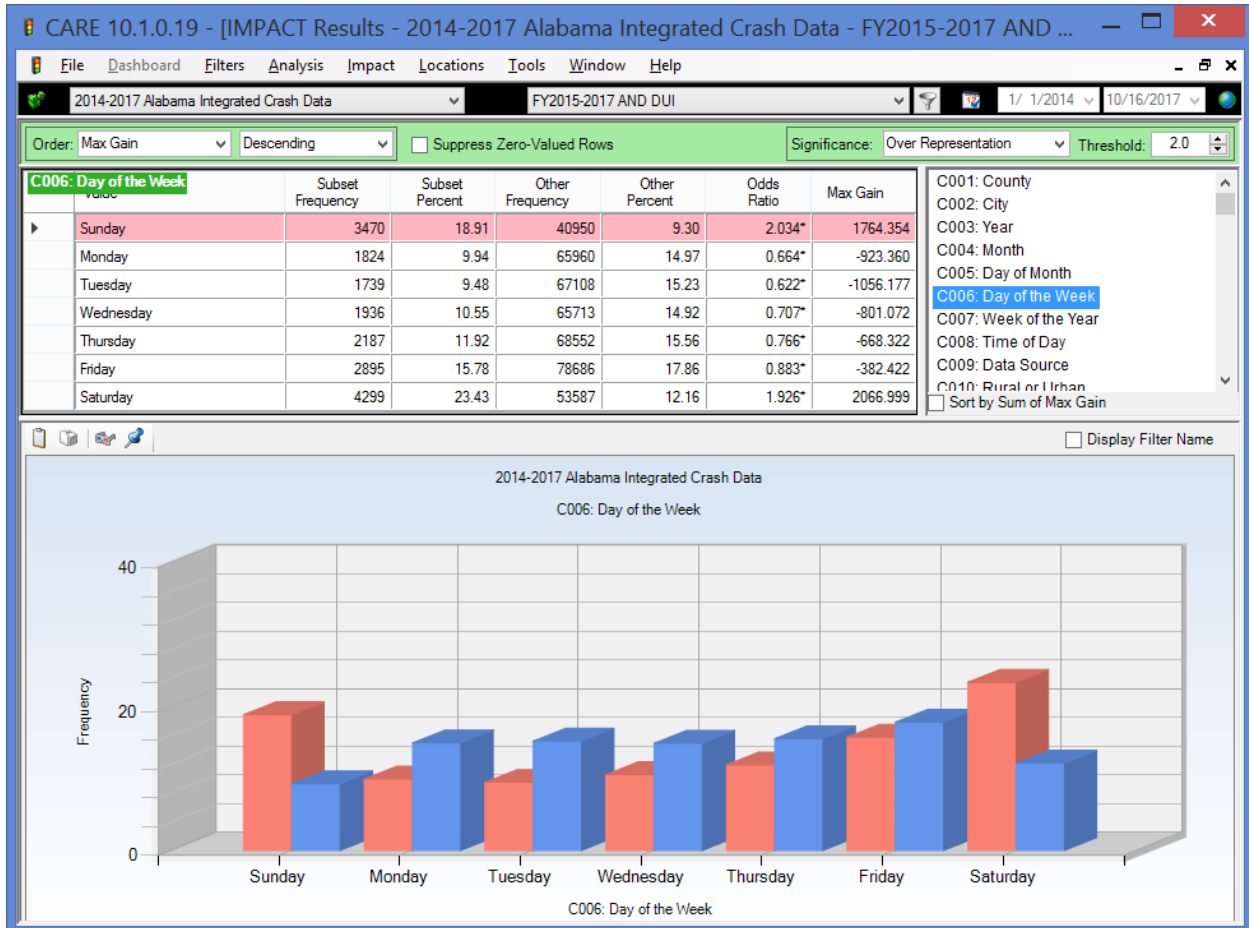 CARE 10.1.0.19 - [IMPACT Results - 2014-2017 Alabama Integrated Crash Data - FY2015-2017 AND ...
File Dashboard Filters Analysis Impact Locations Tools Window Help
2014-2017 Alabama Integrated Crash Data FY2015-2017 AND DUI 1/ 1/2014 10/16/2017
Order: Max Gain Descending Suppress Zero-Valued Rows Significance: Over Representation Threshold: 2.0
C006: Day of the Week Subset Frequency Subset Percent Other Frequency Other Percent Odds Ratio Max Gain
Sunday 3470 18.91 40950 9.30 2.034* 1764.354
Monday 1824 9.94 65960 14.97 0.664* -923.360
Tuesday 1739 9.48 67108 15.23 0.622* -1056.177
Wednesday 1936 10.55 65713 14.92 0.707* -801.072
Thursday 2187 11.92 68552 15.56 0.766* -668.322
Friday 2895 15.78 78686 17.86 0.883* -382.422
Saturday 4299 23.43 53587 12.16 1.926* 2066.999
C001: County
C002: City
C003: Year
C004: Month
C005: Day of Month
C006: Day of the Week
C007: Week of the Year
C008: Time of Day
C009: Data Source
C010: Rural or Urban
Sort by Sum of Max Gain
Display Filter Name
2014-2017 Alabama Integrated Crash Data
C006: Day of the Week
40
20
0
Frequency
Sunday Monday Tuesday Wednesday Thursday Friday Saturday
C006: Day of the Week